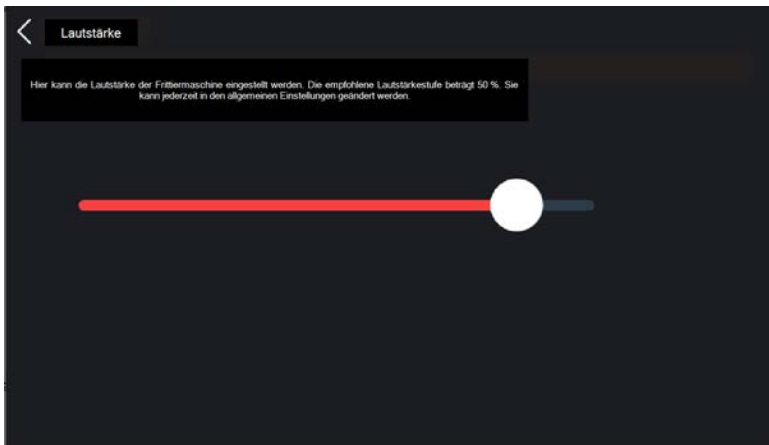 Lautstärke
Hier kann die Lautstärke der Frittiermaschine eingestellt werden. Die empfohlene Lautstärkestufe beträgt 50 %. Sie
kann jederzeit in den allgemeinen Einstellungen geändert werden.